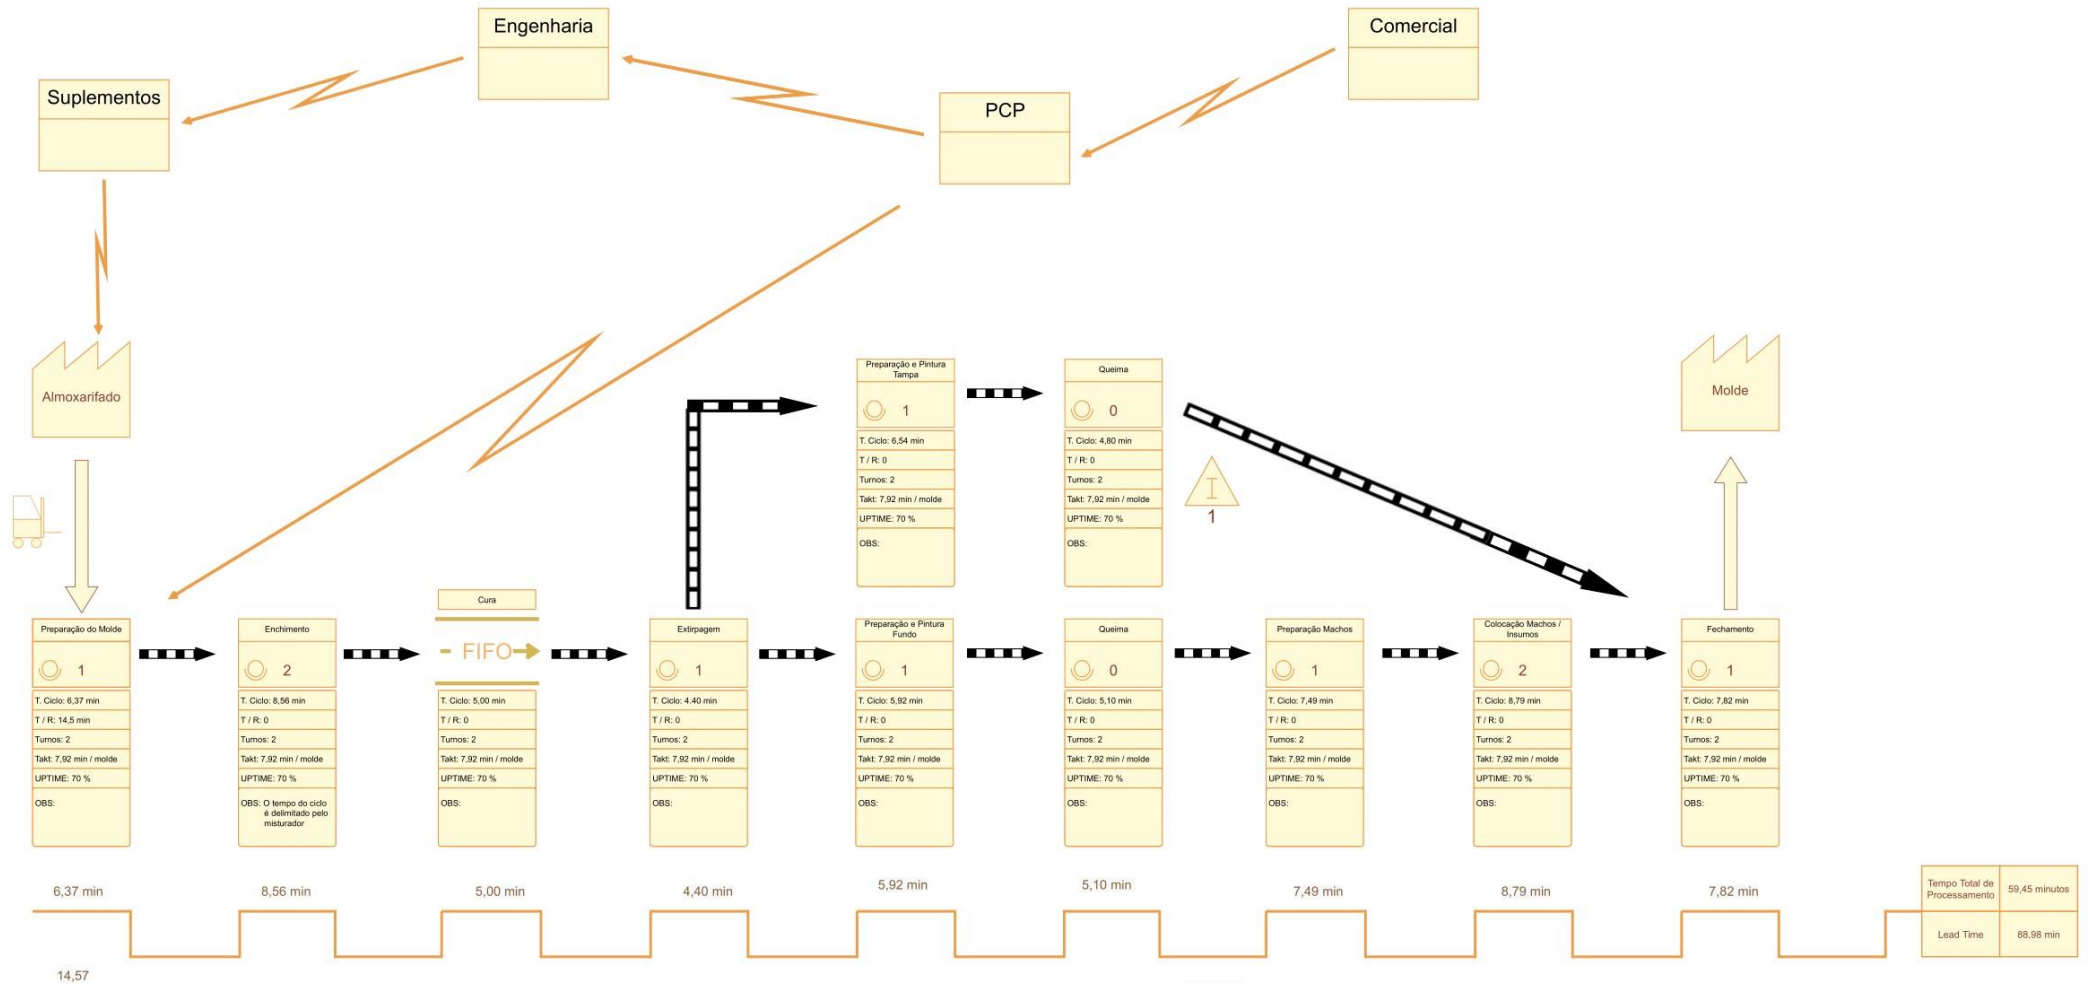 Engenharia
Comercial
Suplementos
PCP
Almoxarifado
Molde
Preparação e Pintura
Tampa
1
T. Ciclo: 6,54 min
T / R: 0
Turnos: 2
Takt: 7,92 min / molde
UPTIME: 70 %
OBS:
Queima
0
T. Ciclo: 4,80 min
T / R: 0
Turnos: 2
Takt: 7,92 min / molde
UPTIME: 70 %
OBS:
I
1
Preparação do Molde
1
T. Ciclo: 6,37 min
T / R: 14,5 min
Turnos: 2
Takt: 7,92 min / molde
UPTIME: 70 %
OBS:
Enchimento
2
T. Ciclo: 8,56 min
T / R: 0
Turnos: 2
Takt: 7,92 min / molde
UPTIME: 70 %
OBS: O tempo do ciclo
é delimitado pelo
misturador
Cura
FIFO
T. Ciclo: 5,00 min
T / R: 0
Turnos: 2
Takt: 7,92 min / molde
UPTIME: 70 %
OBS:
Extirpagem
1
T. Ciclo: 4.40 min
T / R: 0
Turnos: 2
Takt: 7,92 min / molde
UPTIME: 70 %
OBS:
Preparação e Pintura
Fundo
1
T. Ciclo: 5,92 min
T / R: 0
Turnos: 2
Takt: 7,92 min / molde
UPTIME: 70 %
OBS:
Queima
0
T. Ciclo: 5,10 min
T / R: 0
Turnos: 2
Takt: 7,92 min / molde
UPTIME: 70 %
OBS:
Preparação Machos
1
T. Ciclo: 7,49 min
T / R: 0
Turnos: 2
Takt: 7,92 min / molde
UPTIME: 70 %
OBS:
Colocação Machos /
Insumos
2
T. Ciclo: 8,79 min
T / R: 0
Turnos: 2
Takt: 7,92 min / molde
UPTIME: 70 %
OBS:
Fechamento
1
T. Ciclo: 7,82 min
T / R: 0
Turnos: 2
Takt: 7,92 min / molde
UPTIME: 70 %
OBS:
6,37 min
8,56 min
5,00 min
4,40 min
5,92 min
5,10 min
7,49 min
8,79 min
7,82 min
14,57
Tempo Total de
Processamento
59,45 minutos
Lead Time
88,98 min